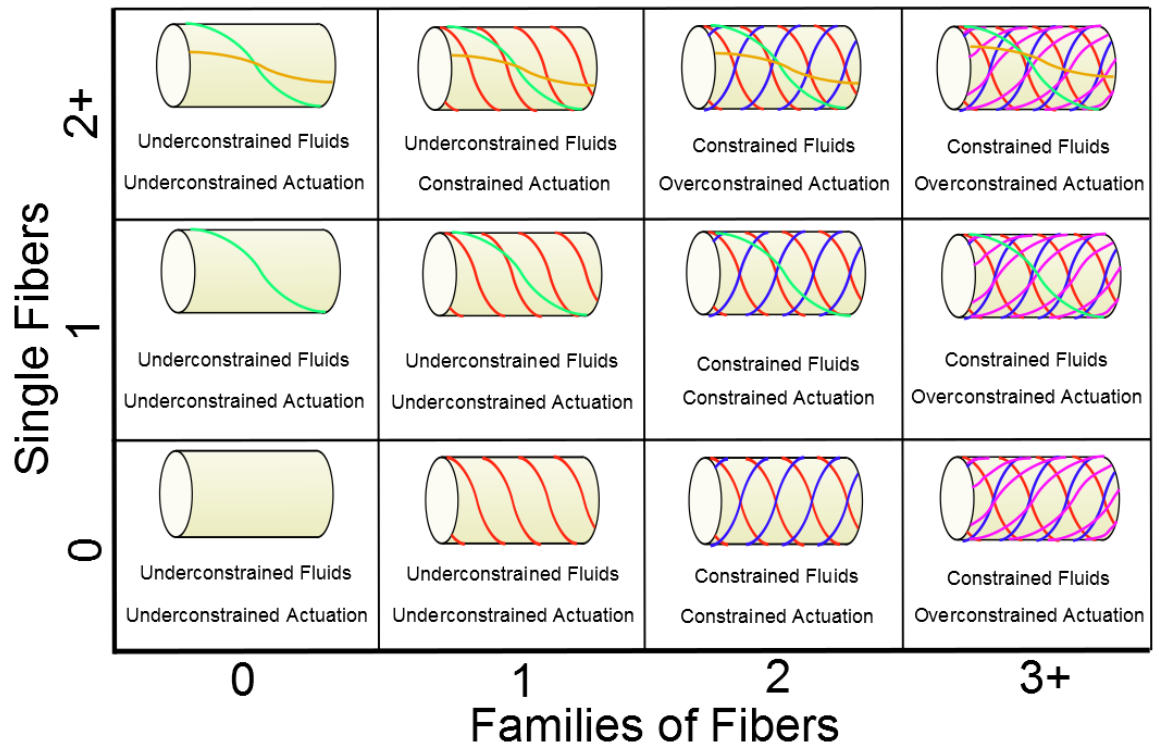 2+
Underconstrained Fluids
Underconstrained Actuation
Underconstrained Fluids
Constrained Actuation
Constrained Fluids
Overconstrained Actuation
Constrained Fluids
Overconstrained Actuation
Single Fibers
1
Underconstrained Fluids
Underconstrained Actuation
Underconstrained Fluids
Underconstrained Actuation
Constrained Fluids
Constrained Actuation
Constrained Fluids
Overconstrained Actuation
0
Underconstrained Fluids
Underconstrained Actuation
Underconstrained Fluids
Underconstrained Actuation
Constrained Fluids
Constrained Actuation
Constrained Fluids
Overconstrained Actuation
0
1
2
3+
Families of Fibers